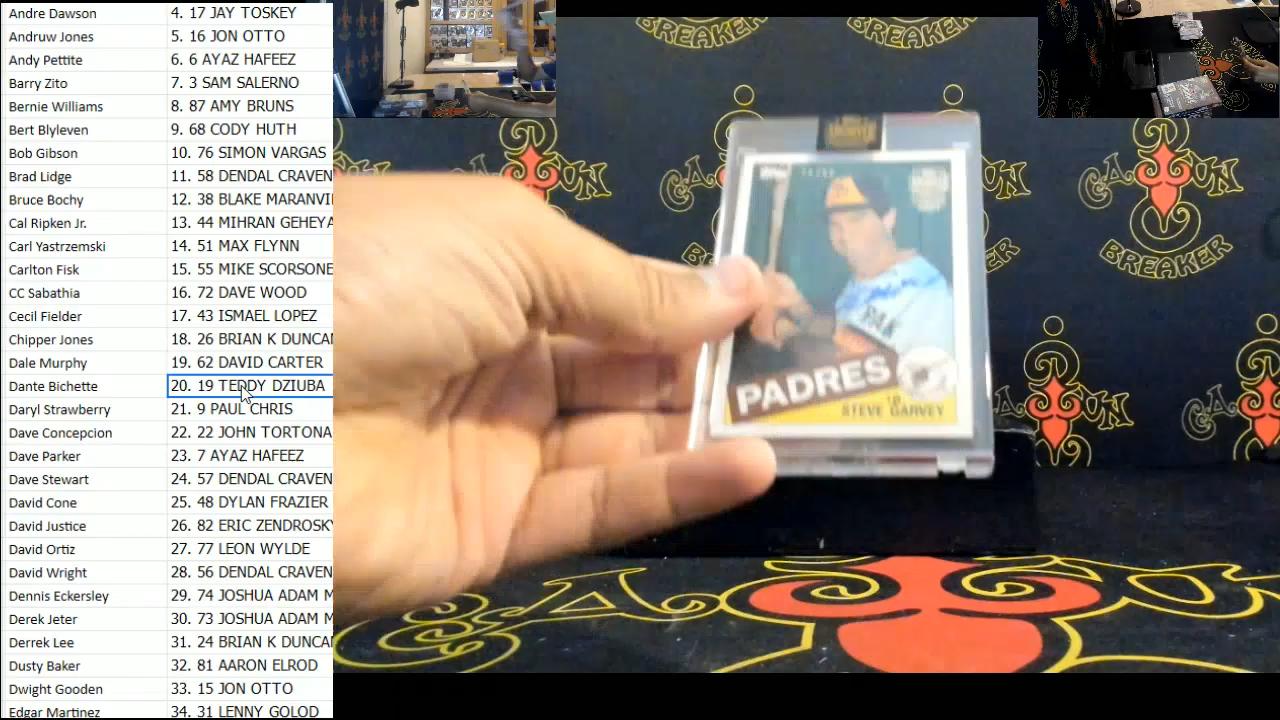 Andre Dawson 4. 17 JAY TOSKEY
Andruw Jones 5. 16 JON OTTO
Andy Pettite 6. 6 AYAZ HAFEEZ
Barry Zito 7. 3 SAM SALERNO
Bernie Williams 8. 87 AMY BRUNS
Bert Blyleven 9. 68 CODY HUTH
Bob Gibson 10. 76 SIMON VARGAS
Brad Lidge 11. 58 DENDAL CRAVEN
Bruce Bochy 12. 38 BLAKE MARANVI
Cal Ripken Jr. 13. 44 MIHRAN GEHEYA
Carl Yastrzemski 14. 51 MAX FLYNN
Carlton Fisk 15. 55 MIKE SCORSONE
CC Sabathia 16. 72 DAVE WOOD
Cecil Fielder 17. 43 ISMAEL LOPEZ
Chipper Jones 18. 26 BRIAN K DUNCAN
Dale Murphy 19. 62 DAVID CARTER
Dante Bichette 20. 19 TEDDY DZIUBA
Daryl Strawberry 21. 9 PAUL CHRIS
Dave Concepcion 22. 22 JOHN TORTONA
Dave Parker 23. 7 AYAZ HAFEEZ
Dave Stewart 24. 57 DENDAL CRAVEN
David Cone 25. 48 DYLAN FRAZIER
David Justice 26. 82 ERIC ZENDROSKY
David Ortiz 27. 77 LEON WYLDE
David Wright 28. 56 DENDAL CRAVEN
Dennis Eckersley 29. 74 JOSHUA ADAM M
Derek Jeter 30. 73 JOSHUA ADAM M
Derrek Lee 31. 24 BRIAN K DUNCAN
Dusty Baker 32. 81 AARON ELROD
Dwight Gooden 33. 15 JON OTTO
Edgar Martinez 34. 31 LENNY GOLOD
BREAKER
BREAKER
BREAKER
BREAKER
PADRES
STEVE GARVEY